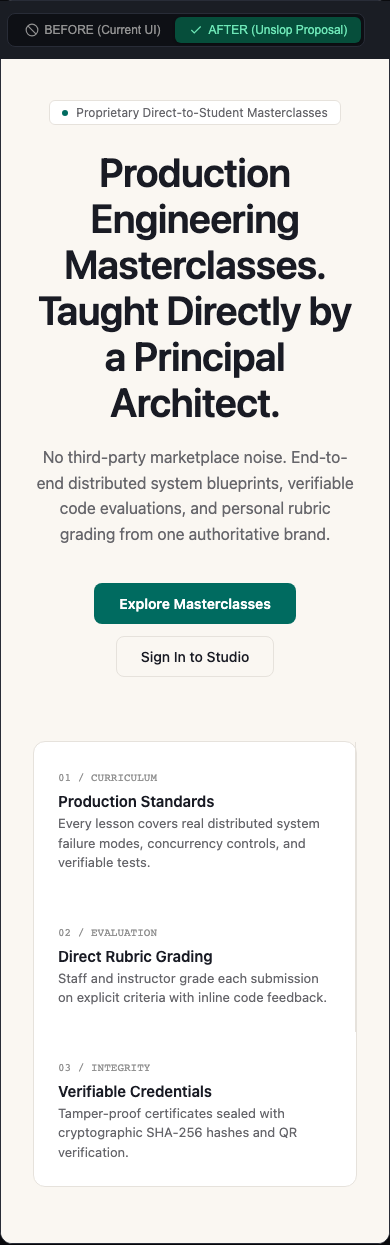 BEFORE (Current UI)
AFTER (Unslop Proposal)
Proprietary Direct-to-Student Masterclasses
Production
Engineering
Masterclasses.
Taught Directly by
a Principal
Architect.
No third-party marketplace noise. End-to-
end distributed system blueprints, verifiable
code evaluations, and personal rubric
grading from one authoritative brand.
Explore Masterclasses
Sign In to Studio
01 / CURRICULUM
Production Standards
Every lesson covers real distributed system
failure modes, concurrency controls, and
verifiable tests.
02 / EVALUATION
Direct Rubric Grading
Staff and instructor grade each submission
on explicit criteria with inline code feedback.
03 / INTEGRITY
Verifiable Credentials
Tamper-proof certificates sealed with
cryptographic SHA-256 hashes and QR
verification.